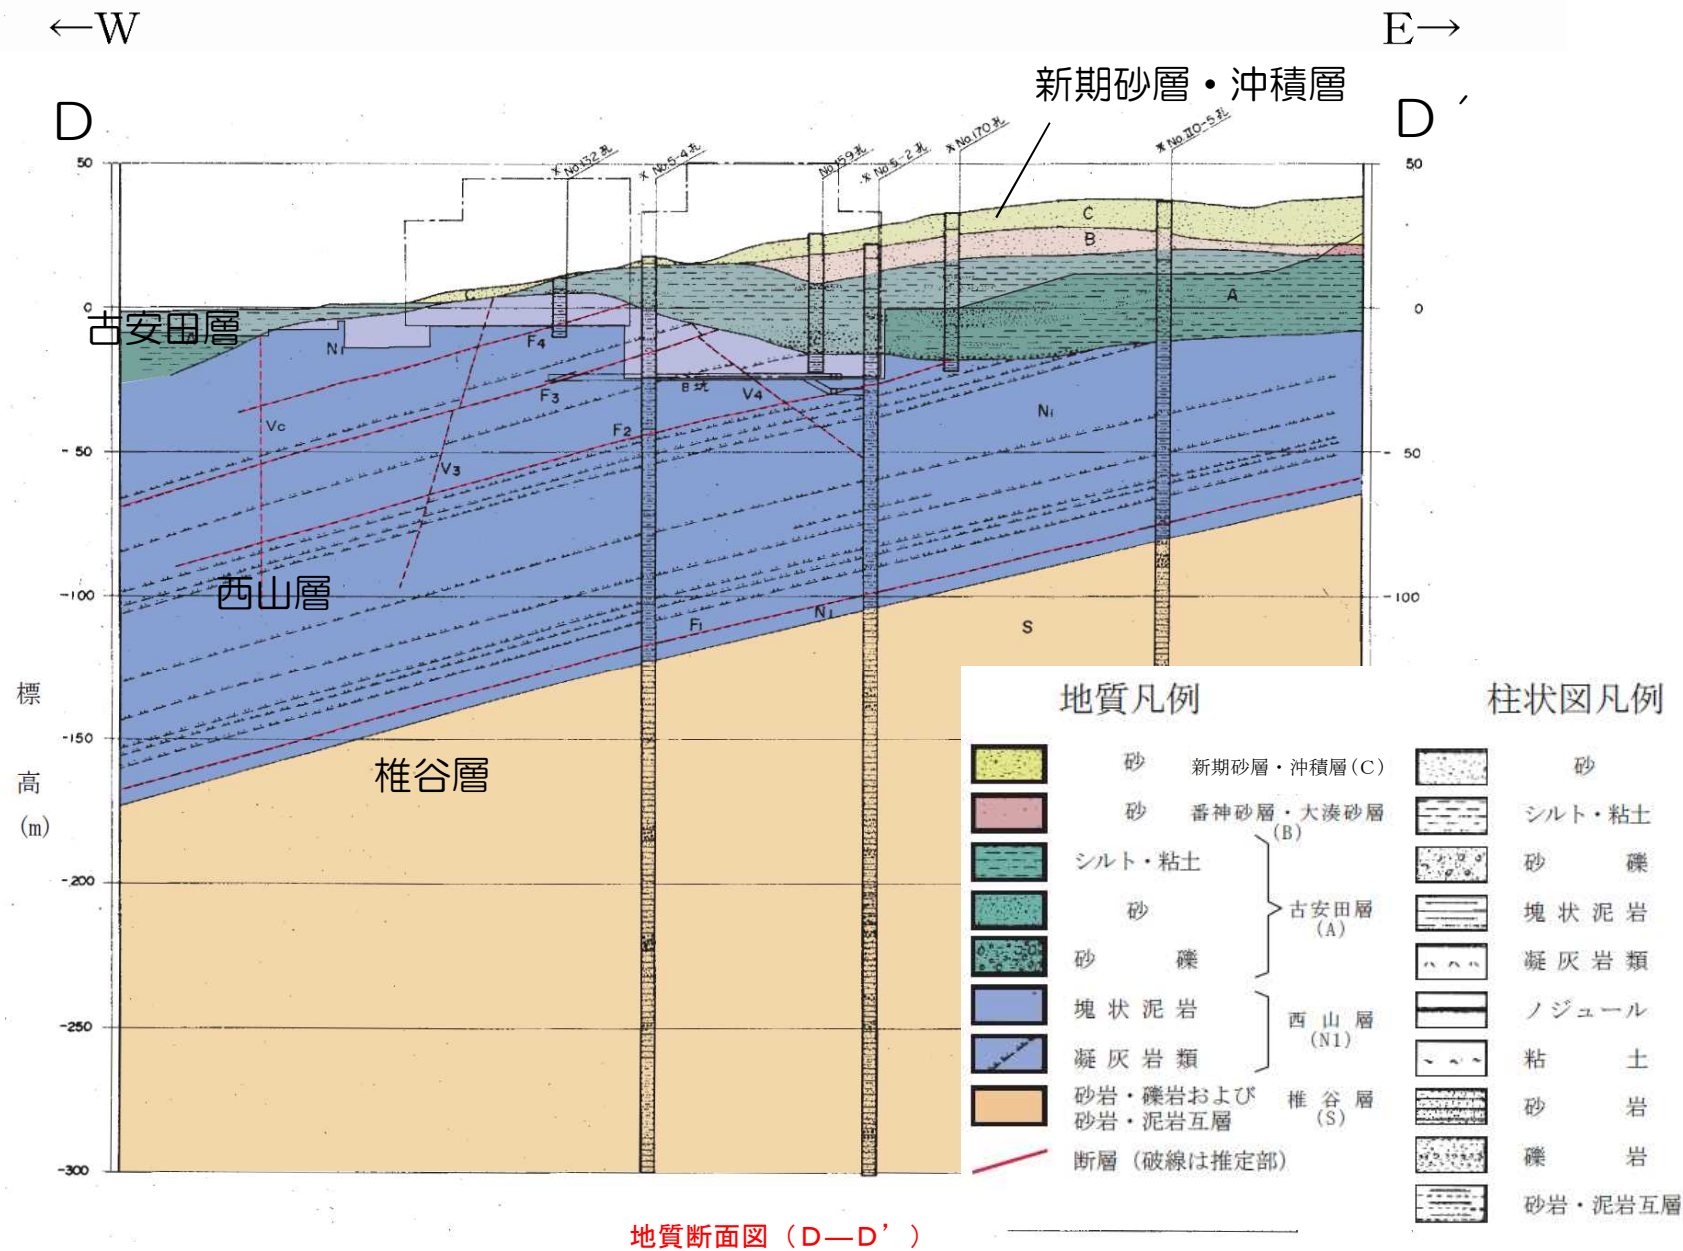 ←W
E→
新期砂層・沖積層
D
D´
※ No.132孔
※ No.5-4孔
No.159孔
※ No.5-2孔
※ No.170孔
50
50
C
B
C
A
0
0
古安田層
N1
F4
B坑
F3
V4
N1
Vc
F2
-50
-50
V3
西山層
-100
-100
F1
N1
S
標
高
(m)
-150
椎谷層
-200
-250
-300
地質凡例
砂 新期砂層・沖積層(C)
砂 番神砂層・大湊砂層
(B)
シルト・粘土
砂
古安田層
(A)
砂 礫
塊状泥岩
西山層
(N1)
凝灰岩類
砂岩・礫岩および
砂岩・泥岩互層
椎谷層
(S)
断層（破線は推定部）
柱状図凡例
砂
シルト・粘土
砂 礫
塊状泥岩
凝灰岩類
ノジュール
粘 土
砂 岩
礫 岩
砂岩・泥岩互層
地質断面図（D―D’）